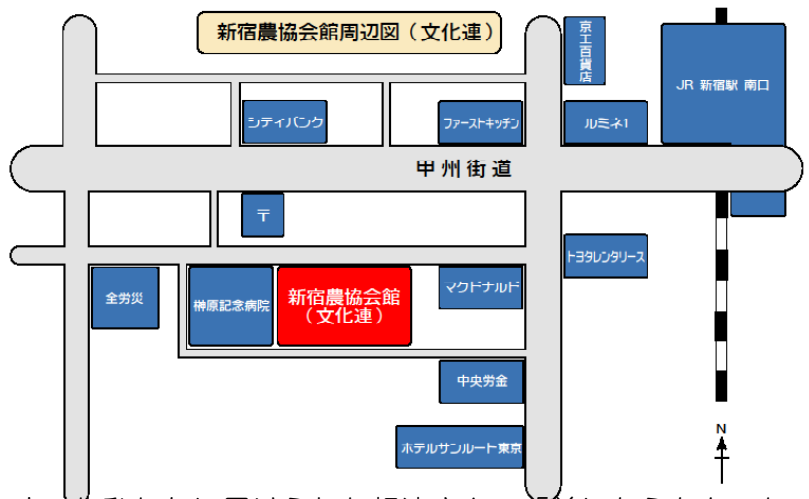 新宿農協会館周辺図(文化連)
京王百貨店
JR 新宿駅 南口
シティバンク
ファーストキッチン
ルミネ1
甲州街道
〒
トヨタレンタリース
全労災
榊原記念病院
新宿農協会館
(文化連)
マクドナルド
中央労金
ホテルサンルート東京
N